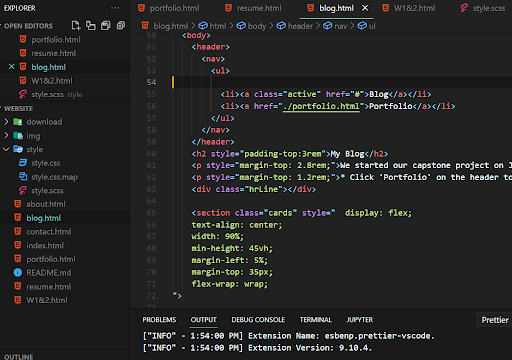 EXPLORER
portfolio.html
resume.html
blog.html
W1&2.html
style.scss
OPEN EDITORS
portfolio.html
resume.html
blog.html
W1&2.html
style.scss style
WEBSITE
download
img
style
style.css
style.css.map
style.scss
about.html
blog.html
contact.html
index.html
portfolio.html
README.md
resume.html
W1&2.html
OUTLINE
blog.html > html > body > header > nav > ul
50 <body>
51 <header>
52 <nav>
53 <ul>
54
55 <li><a class="active" href="#">Blog</a></li>
56 <li><a href="./portfolio.html">Portfolio</a></li>
57 </ul>
58 </nav>
59 </header>
60 <h2 style="padding-top:3rem">My Blog</h2>
61 <p style="margin-top: 2.8rem;">We started our capstone project on
62 <p style="margin-top: 1.2rem;">* Click 'Portfolio' on the header to
63 <div class="hrLine"></div>
64
65 <section class="cards" style=" display: flex;
66 text-align: center;
67 width: 90%;
68 min-height: 45vh;
69 margin-left: 5%;
70 margin-top: 35px;
71 flex-wrap: wrap;
72 ">
PROBLEMS OUTPUT DEBUG CONSOLE TERMINAL JUPYTER Prettier
["INFO" - 1:54:00 PM] Extension Name: esbenp.prettier-vscode.
["INFO" - 1:54:00 PM] Extension Version: 9.10.4.